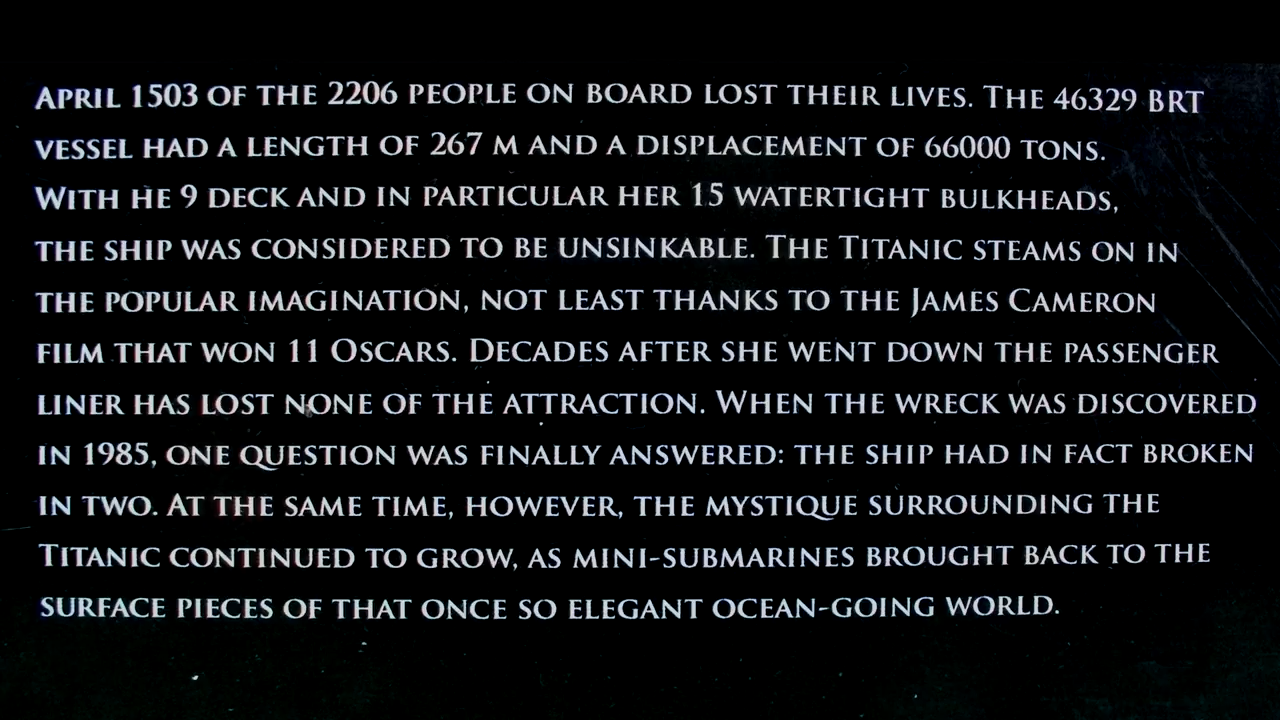 April 1503 of the 2206 people on board lost their lives. The 46329 BRT
vessel had a length of 267 m and a displacement of 66000 tons.
With he 9 deck and in particular her 15 watertight bulkheads,
the ship was considered to be unsinkable. The Titanic steams on in
the popular imagination, not least thanks to the James Cameron
film that won 11 Oscars. Decades after she went down the passenger
liner has lost none of the attraction. When the wreck was discovered
in 1985, one question was finally answered: the ship had in fact broken
in two. At the same time, however, the mystique surrounding the
Titanic continued to grow, as mini-submarines brought back to the
surface pieces of that once so elegant ocean-going world.